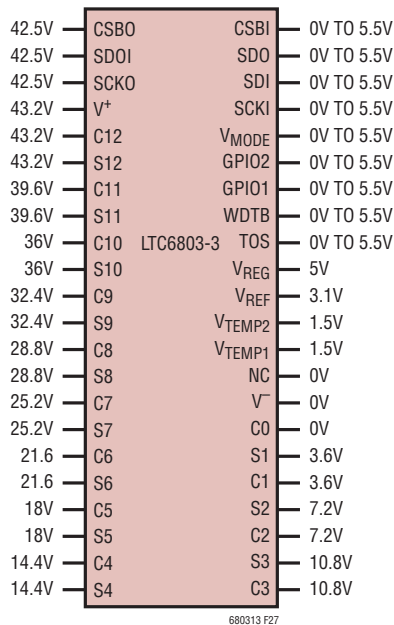 42.5V CSBO CSBI 0V TO 5.5V
42.5V SDOI SDO 0V TO 5.5V
42.5V SCKO SDI 0V TO 5.5V
43.2V V+ SCKI 0V TO 5.5V
43.2V C12 VMODE 0V TO 5.5V
43.2V S12 GPIO2 0V TO 5.5V
39.6V C11 GPIO1 0V TO 5.5V
39.6V S11 WDTB 0V TO 5.5V
36V C10 LTC6803-3 TOS 0V TO 5.5V
36V S10 VREG 5V
32.4V C9 VREF 3.1V
32.4V S9 VTEMP2 1.5V
28.8V C8 VTEMP1 1.5V
28.8V S8 NC 0V
25.2V C7 V– 0V
25.2V S7 C0 0V
21.6 C6 S1 3.6V
21.6 S6 C1 3.6V
18V C5 S2 7.2V
18V S5 C2 7.2V
14.4V C4 S3 10.8V
14.4V S4 C3 10.8V
680313 F27